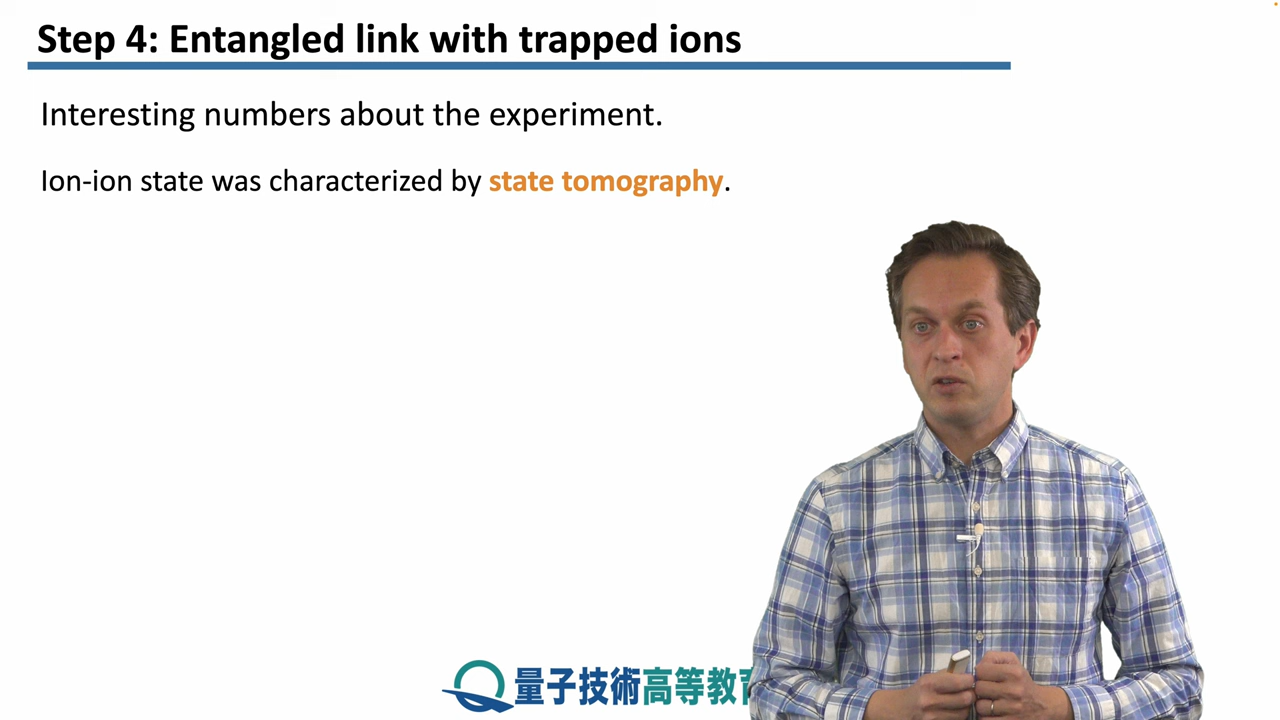 Step 4: Entangled link with trapped ions
Interesting numbers about the experiment.
Ion-ion state was characterized by state tomography.
量子技術高等教育